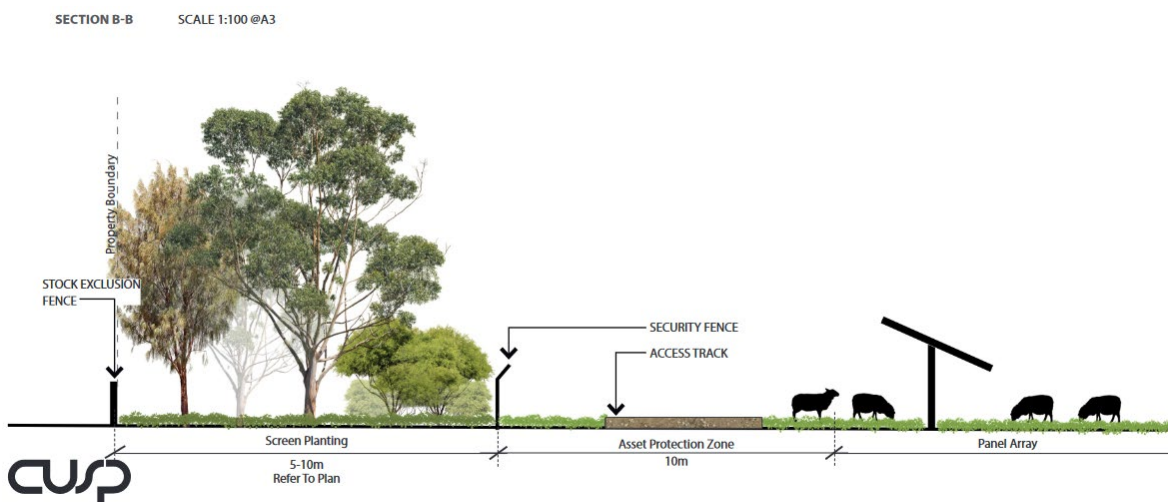 SECTION B-B SCALE 1:100 @A3
Property Boundary
STOCK EXCLUSION
FENCE
SECURITY FENCE
ACCESS TRACK
Screen Planting
Asset Protection Zone
Panel Array
5-10m
Refer To Plan
10m
cusp